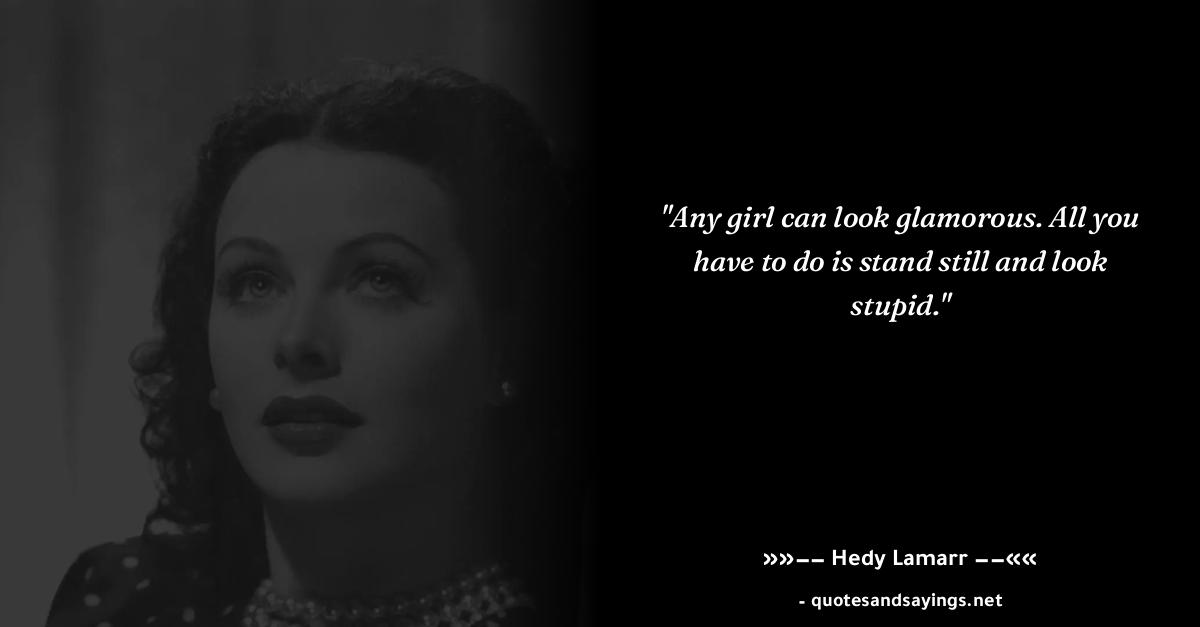 "Any girl can look glamorous. All you
have to do is stand still and look
stupid."
»»−− Hedy Lamarr −−««
- quotesandsayings.net